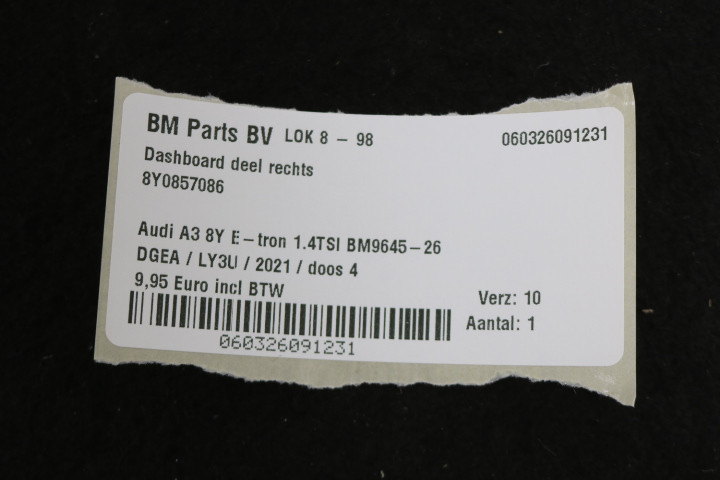 BM Parts BV LOK 8 - 98 060326091231
Dashboard deel rechts
8Y0857086
Audi A3 8Y E-tron 1.4TSI BM9645-26
DGEA / LY3U / 2021 / doos 4
9,95 Euro incl BTW
Verz: 10
Aantal: 1
060326091231